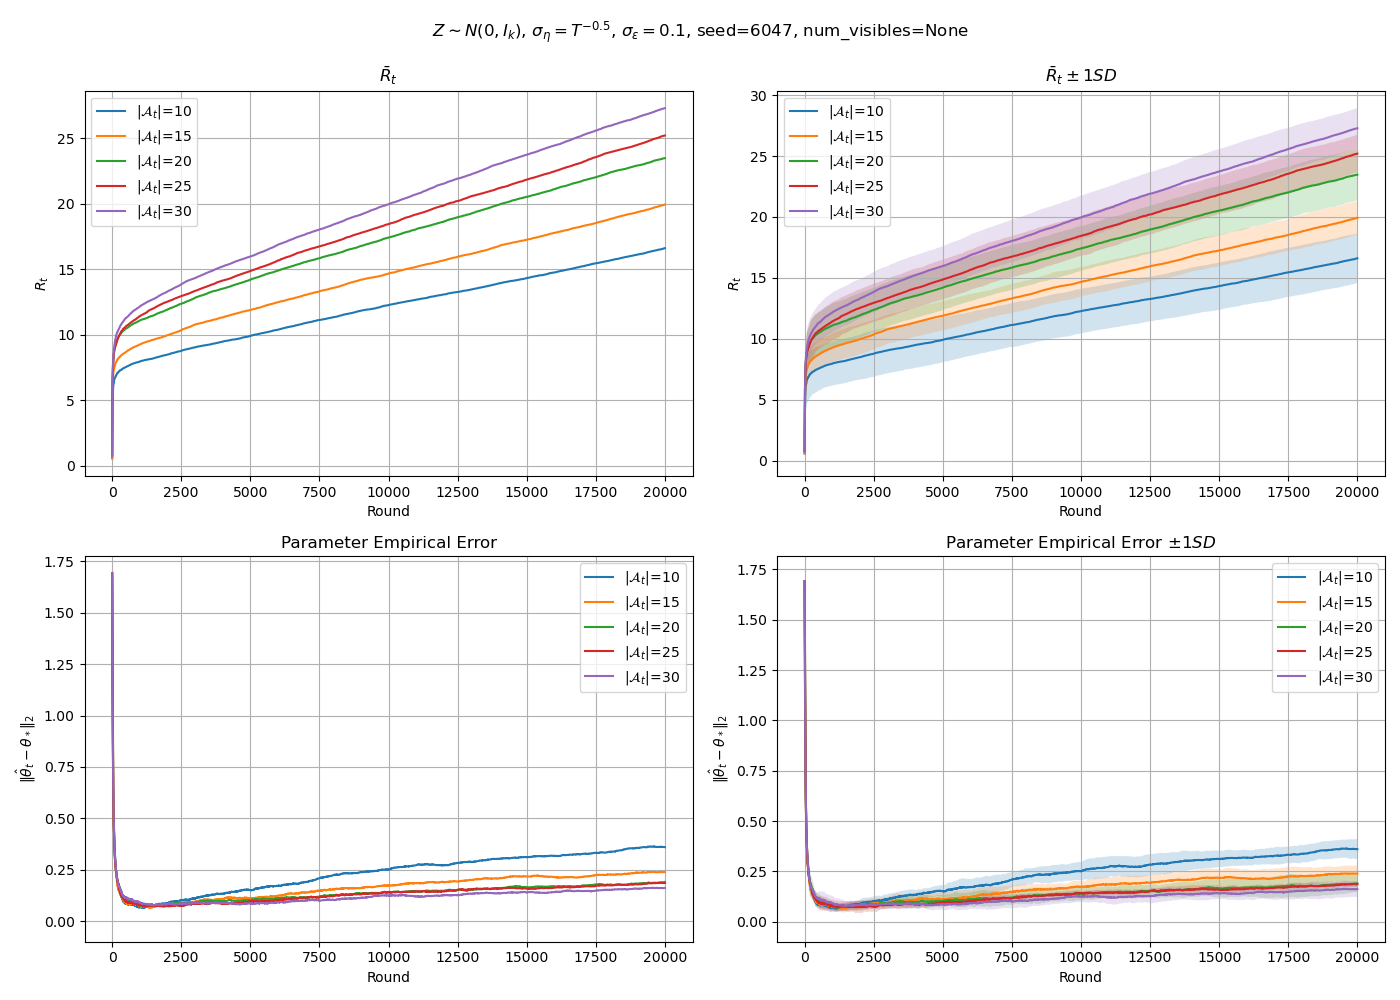 Z ∼ N(0, I_k), σ_η = T^{−0.5}, σ_ε = 0.1, seed=6047, num_visibles=None
R̄_t
R_t
25
20
15
10
5
0
|𝒜_t|=10
|𝒜_t|=15
|𝒜_t|=20
|𝒜_t|=25
|𝒜_t|=30
0 2500 5000 7500 10000 12500 15000 17500 20000
Round
R̄_t ± 1SD
R_t
30
25
20
15
10
5
0
|𝒜_t|=10
|𝒜_t|=15
|𝒜_t|=20
|𝒜_t|=25
|𝒜_t|=30
0 2500 5000 7500 10000 12500 15000 17500 20000
Round
Parameter Empirical Error
‖θ̂_t − θ_*‖_2
1.75
1.50
1.25
1.00
0.75
0.50
0.25
0.00
|𝒜_t|=10
|𝒜_t|=15
|𝒜_t|=20
|𝒜_t|=25
|𝒜_t|=30
0 2500 5000 7500 10000 12500 15000 17500 20000
Round
Parameter Empirical Error ±1SD
‖θ̂_t − θ_*‖_2
1.75
1.50
1.25
1.00
0.75
0.50
0.25
0.00
|𝒜_t|=10
|𝒜_t|=15
|𝒜_t|=20
|𝒜_t|=25
|𝒜_t|=30
0 2500 5000 7500 10000 12500 15000 17500 20000
Round